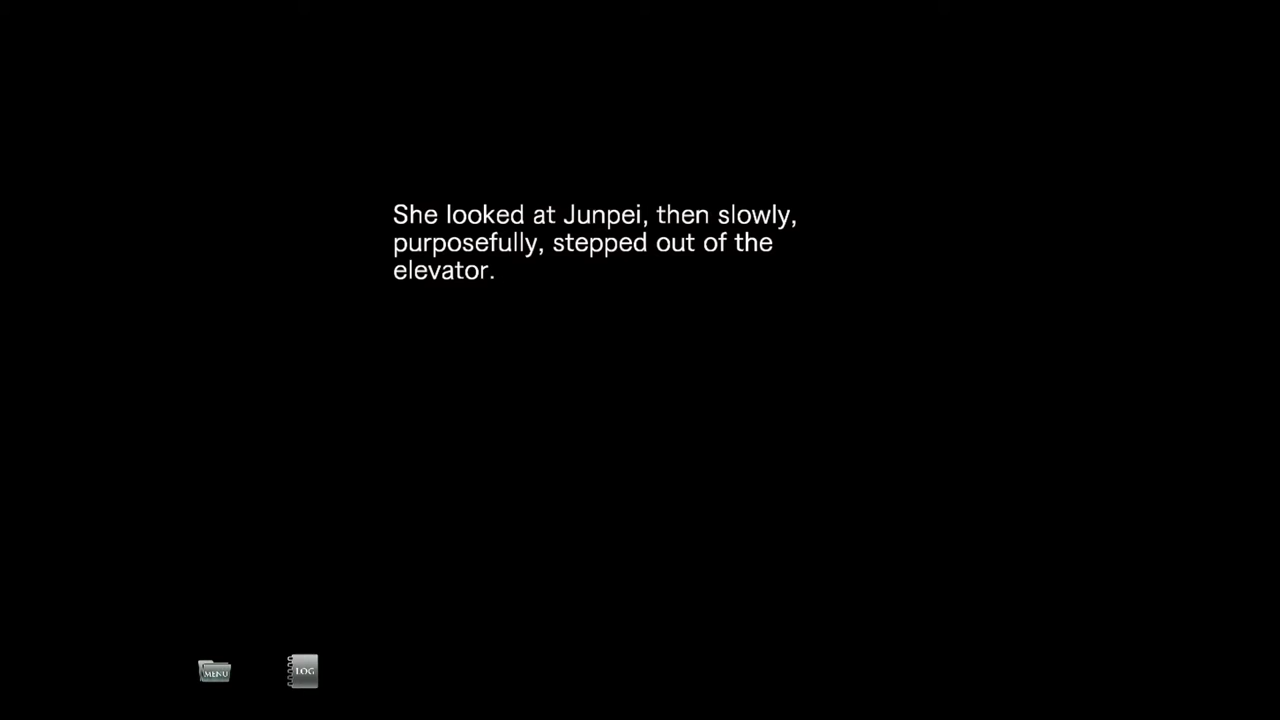 She looked at Junpei, then slowly,
purposefully, stepped out of the
elevator.
MENU
LOG